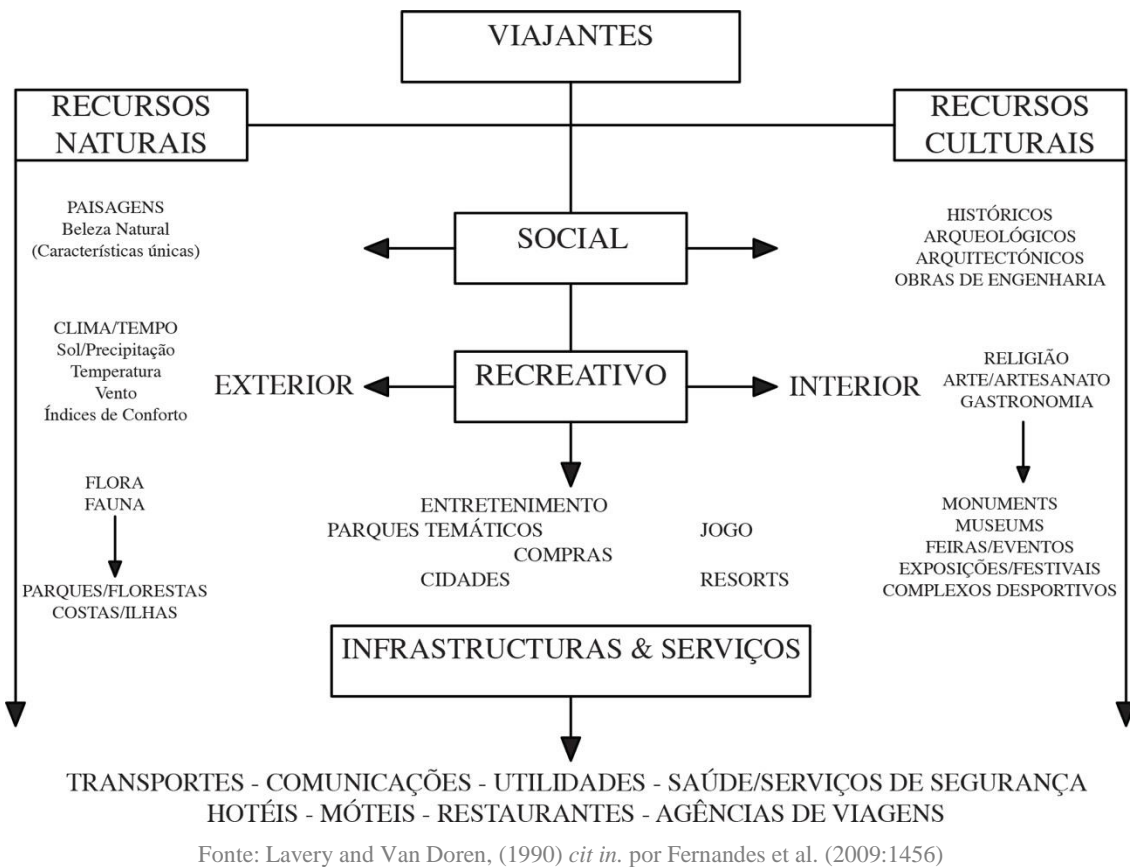 VIAJANTES
RECURSOS
NATURAIS
RECURSOS
CULTURAIS
PAISAGENS
Beleza Natural
(Características únicas)
SOCIAL
HISTÓRICOS
ARQUEOLÓGICOS
ARQUITECTÓNICOS
OBRAS DE ENGENHARIA
CLIMA/TEMPO
Sol/Precipitação
Temperatura
Vento
Índices de Conforto
EXTERIOR
RECREATIVO
INTERIOR
RELIGIÃO
ARTE/ARTESANATO
GASTRONOMIA
FLORA
FAUNA
PARQUES/FLORESTAS
COSTAS/ILHAS
ENTRETENIMENTO
PARQUES TEMÁTICOS JOGO
COMPRAS
CIDADES RESORTS
MONUMENTS
MUSEUMS
FEIRAS/EVENTOS
EXPOSIÇÕES/FESTIVAIS
COMPLEXOS DESPORTIVOS
INFRASTRUCTURAS & SERVIÇOS
TRANSPORTES - COMUNICAÇÕES - UTILIDADES - SAÚDE/SERVIÇOS DE SEGURANÇA
HOTÉIS - MÓTEIS - RESTAURANTES - AGÊNCIAS DE VIAGENS
Fonte: Lavery and Van Doren, (1990) cit in. por Fernandes et al. (2009:1456)